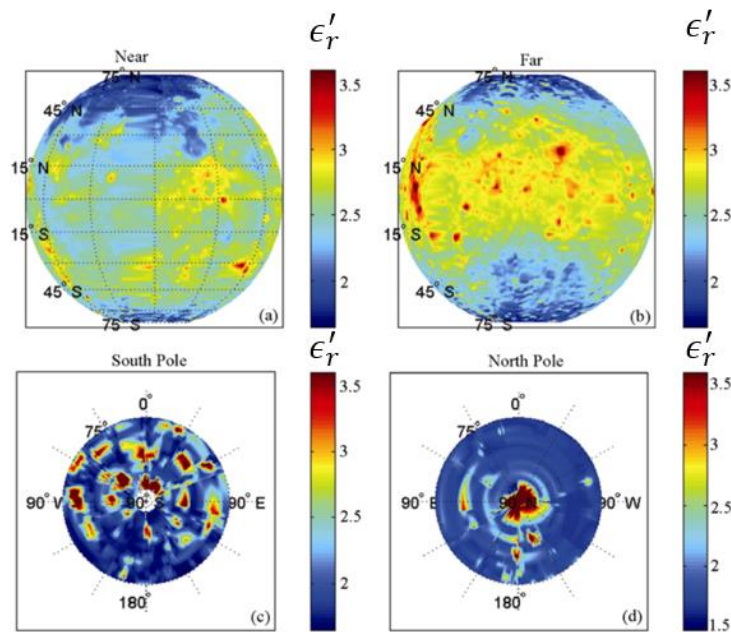 ϵ′r ϵ′r
Near Far
75° N 75° N
45° N 45° N
15° N 15° N
15° S 15° S
45° S 45° S
75° S 75° S
(a) (b)
3.5 3.5
3 3
2.5 2.5
2 2
ϵ′r ϵ′r
South Pole North Pole
0° 0°
75° 75°
90° W 90° S 90° E 90° E 90° N 90° W
180° 180°
(c) (d)
3.5 3.5
3 3
2.5 2.5
2 2
1.5